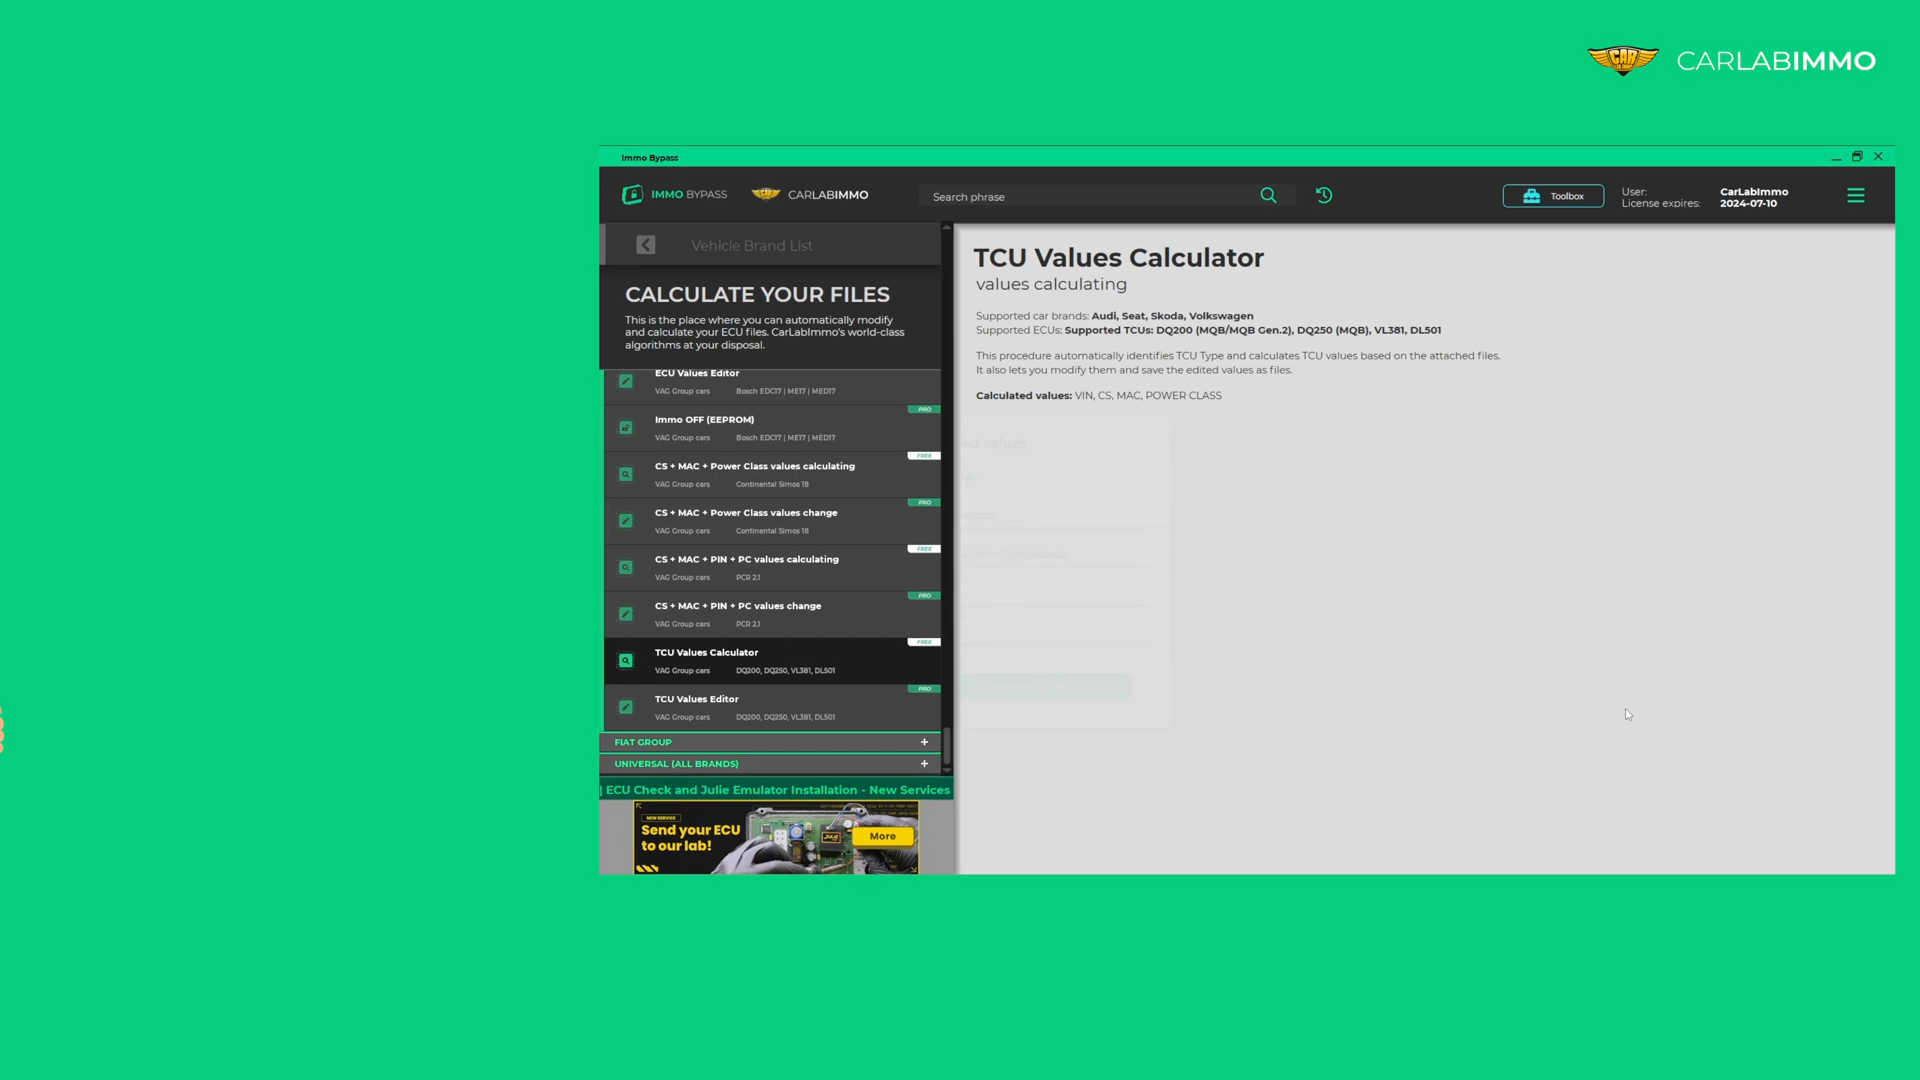 CARLABIMMO
Immo Bypass
IMMO BYPASS
CARLABIMMO
Search phrase
Toolbox
User: CarLabImmo
License expires: 2024-07-10
Vehicle Brand List
CALCULATE YOUR FILES
This is the place where you can automatically modify
and calculate your ECU files. CarLabImmo's world-class
algorithms at your disposal.
ECU Values Editor
VAG Group cars Bosch EDC17 | ME17 | MED17
PRO
Immo OFF (EEPROM)
VAG Group cars Bosch EDC17 | ME17 | MED17
FREE
CS + MAC + Power Class values calculating
VAG Group cars Continental Simos 18
PRO
CS + MAC + Power Class values change
VAG Group cars Continental Simos 18
FREE
CS + MAC + PIN + PC values calculating
VAG Group cars PCR 2.1
PRO
CS + MAC + PIN + PC values change
VAG Group cars PCR 2.1
FREE
TCU Values Calculator
VAG Group cars DQ200, DQ250, VL381, DL501
PRO
TCU Values Editor
VAG Group cars DQ200, DQ250, VL381, DL501
FIAT GROUP +
UNIVERSAL (ALL BRANDS) +
| ECU Check and Julie Emulator Installation - New Services
NEW SERVICE
Send your ECU
to our lab!
More
TCU Values Calculator
values calculating
Supported car brands: Audi, Seat, Skoda, Volkswagen
Supported ECUs: Supported TCUs: DQ200 (MQB/MQB Gen.2), DQ250 (MQB), VL381, DL501
This procedure automatically identifies TCU Type and calculates TCU values based on the attached files.
It also lets you modify them and save the edited values as files.
Calculated values: VIN, CS, MAC, POWER CLASS